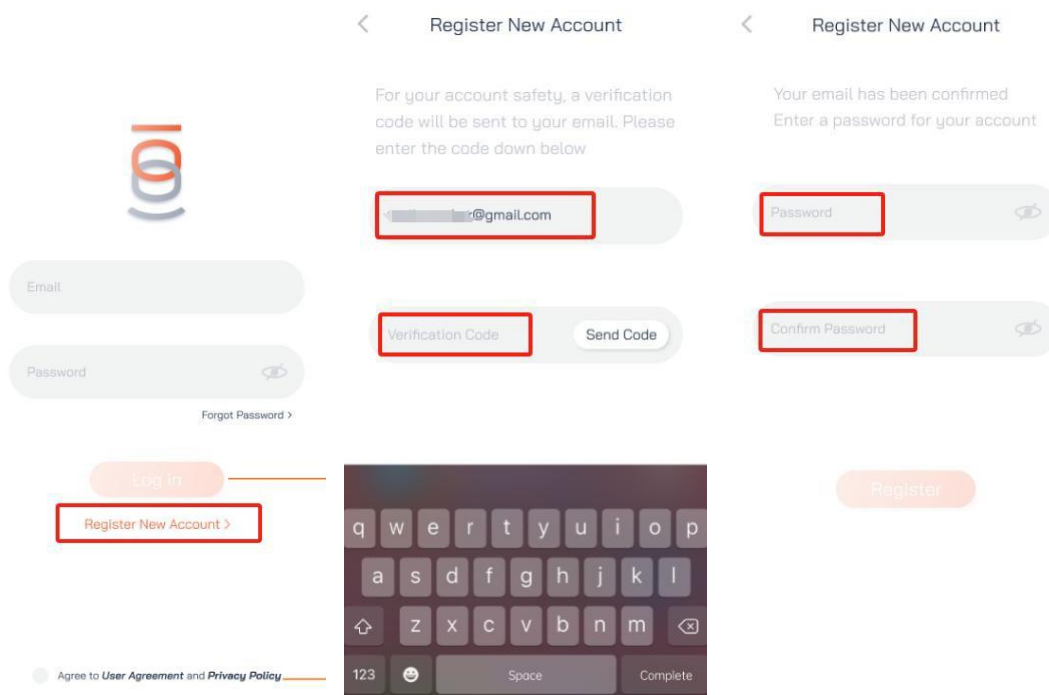 Email
Password
Forgot Password >
Log in
Register New Account >
Agree to User Agreement and Privacy Policy
Register New Account
For your account safety, a verification
code will be sent to your email. Please
enter the code down below
@gmail.com
Verification Code
Send Code
q w e r t y u i o p
a s d f g h j k l
z x c v b n m
123 Space Complete
Register New Account
Your email has been confirmed
Enter a password for your account
Password
Confirm Password
Register